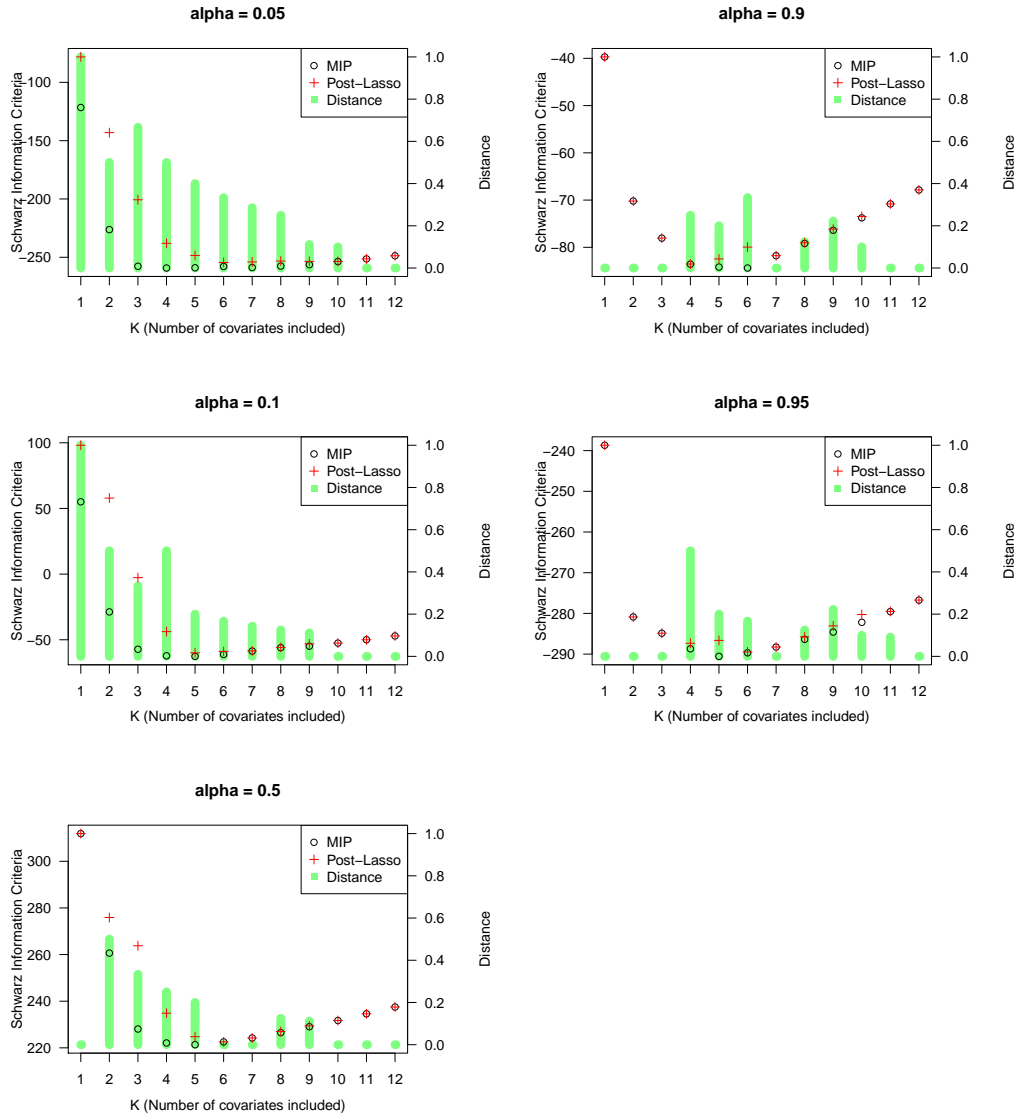 alpha = 0.05
Schwarz Information Criteria
−100
−150
−200
−250
MIP
Post−Lasso
Distance
1.0
0.8
0.6
0.4
0.2
0.0
Distance
1 2 3 4 5 6 7 8 9 10 11 12
K (Number of covariates included)
alpha = 0.9
Schwarz Information Criteria
−40
−50
−60
−70
−80
MIP
Post−Lasso
Distance
1.0
0.8
0.6
0.4
0.2
0.0
Distance
1 2 3 4 5 6 7 8 9 10 11 12
K (Number of covariates included)
alpha = 0.1
Schwarz Information Criteria
100
50
0
−50
MIP
Post−Lasso
Distance
1.0
0.8
0.6
0.4
0.2
0.0
Distance
1 2 3 4 5 6 7 8 9 10 11 12
K (Number of covariates included)
alpha = 0.95
Schwarz Information Criteria
−240
−250
−260
−270
−280
−290
MIP
Post−Lasso
Distance
1.0
0.8
0.6
0.4
0.2
0.0
Distance
1 2 3 4 5 6 7 8 9 10 11 12
K (Number of covariates included)
alpha = 0.5
Schwarz Information Criteria
300
280
260
240
220
MIP
Post−Lasso
Distance
1.0
0.8
0.6
0.4
0.2
0.0
Distance
1 2 3 4 5 6 7 8 9 10 11 12
K (Number of covariates included)